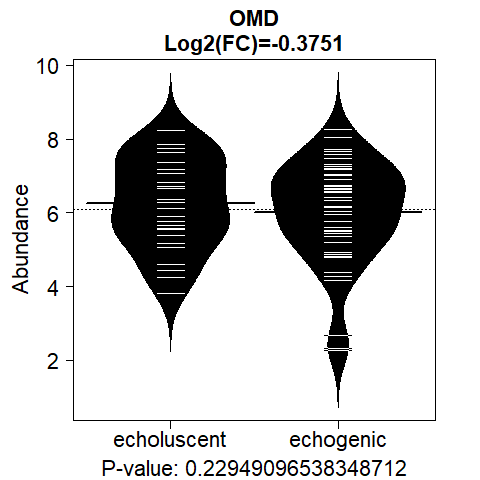 OMD
Log2(FC)=-0.3751
Abundance
10
8
6
4
2
echoluscent echogenic
P-value: 0.22949096538348712